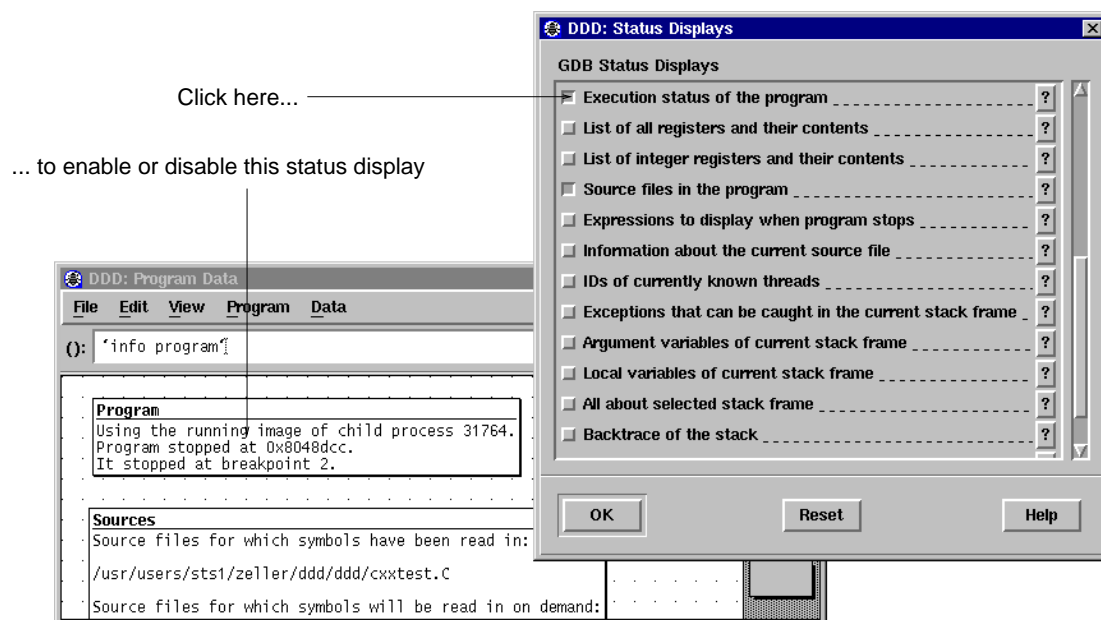 DDD: Status Displays
GDB Status Displays
Click here...
Execution status of the program ?
List of all registers and their contents ?
... to enable or disable this status display
List of integer registers and their contents ?
Source files in the program ?
Expressions to display when program stops ?
Information about the current source file ?
IDs of currently known threads ?
Exceptions that can be caught in the current stack frame ?
Argument variables of current stack frame ?
Local variables of current stack frame ?
All about selected stack frame ?
Backtrace of the stack ?
OK Reset Help
DDD: Program Data
File Edit View Program Data
(): ‘info program‘
Program
Using the running image of child process 31764.
Program stopped at 0x8048dcc.
It stopped at breakpoint 2.
Sources
Source files for which symbols have been read in:
/usr/users/sts1/zeller/ddd/ddd/cxxtest.C
Source files for which symbols will be read in on demand: